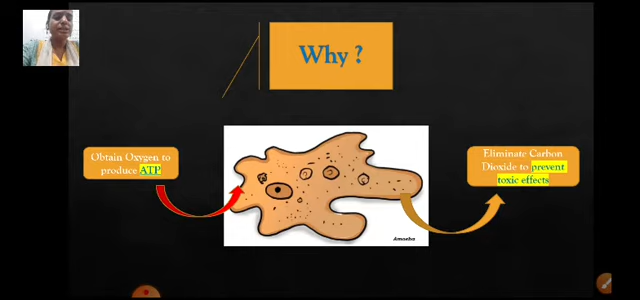 Why ?
Obtain Oxygen to
produce ATP
Eliminate Carbon
Dioxide to prevent
toxic effects
Amoeba